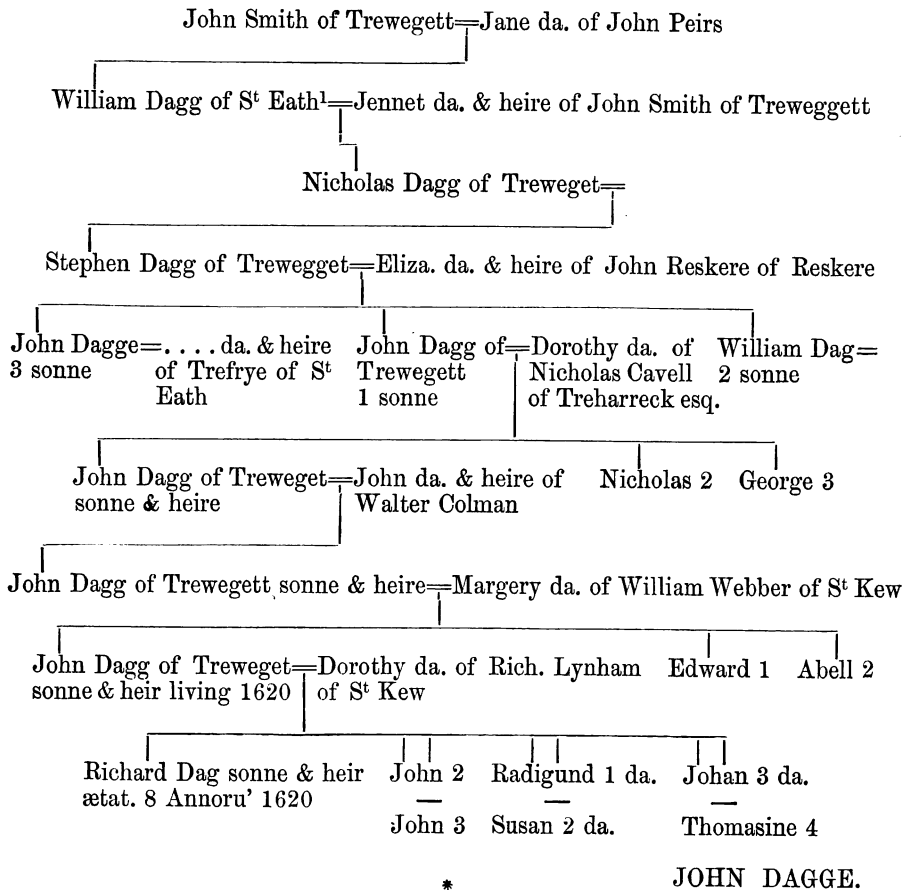 John Smith of Trewegett=Jane da. of John Peirs
William Dagg of Sᵗ Eath¹=Jennet da. & heire of John Smith of Treweggett
Nicholas Dagg of Treweget=
Stephen Dagg of Trewegget=Eliza. da. & heire of John Reskere of Reskere
John Dagge=. . . . da. & heire
3 sonne of Trefrye of Sᵗ
Eath
John Dagg of=Dorothy da. of
Trewegett Nicholas Cavell
1 sonne of Treharreck esq.
William Dag=
2 sonne
John Dagg of Treweget=John da. & heire of
sonne & heire Walter Colman
Nicholas 2 George 3
John Dagg of Trewegett sonne & heire=Margery da. of William Webber of Sᵗ Kew
John Dagg of Treweget=Dorothy da. of Rich. Lynham
sonne & heir living 1620 of Sᵗ Kew
Edward 1 Abell 2
Richard Dag sonne & heir
ætat. 8 Annoru' 1620
John 2
John 3
Radigund 1 da.
Susan 2 da.
Johan 3 da.
Thomasine 4
*
JOHN DAGGE.